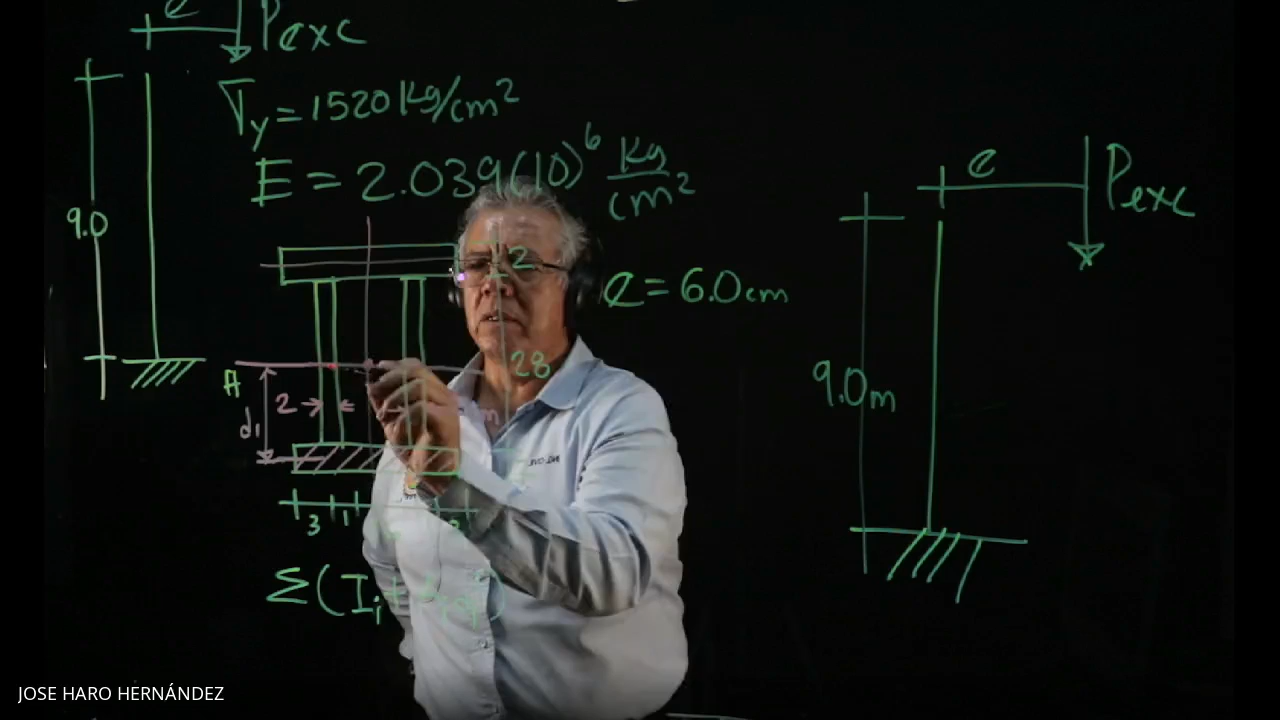 e
Pexc
σy = 1520 Kg/cm²
E = 2.039(10)⁶ Kg/cm²
9.0
2
e = 6.0cm
28
A
d1
2
m
3 1
Σ(Ii +
e
Pexc
9.0m
JOSE HARO HERNÁNDEZ